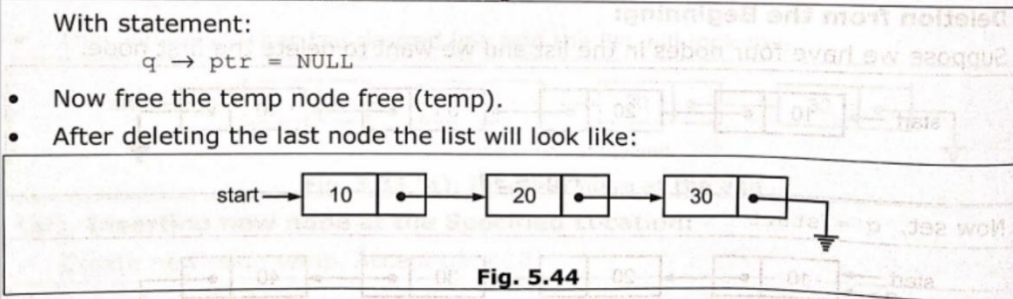 With statement:
q → ptr = NULL
• Now free the temp node free (temp).
• After deleting the last node the list will look like:
start 10 20 30
Fig. 5.44